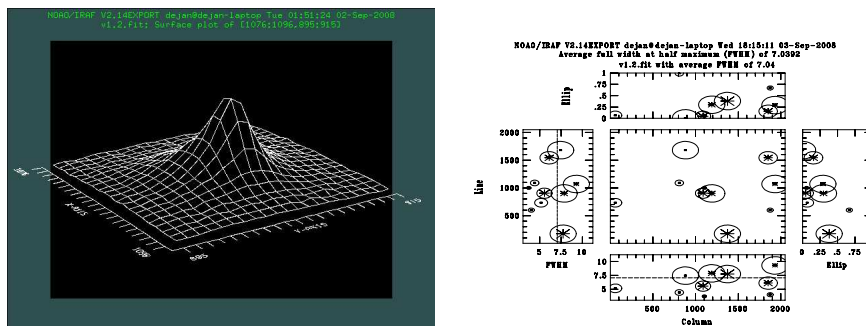 NOAO/IRAF V2.14EXPORT dejan@dejan-laptop Tue 01:51:24 02-Sep-2008
v1.2.fit: Surface plot of [1076:1096,895:915]
1096
895
915
NOAO/IRAF V2.14EXPORT dejan@dejan-laptop Wed 18:15:11 03-Sep-2008
Average full width at half maximum (FWHM) of 7.0392
v1.2.fit with average FWHM of 7.04
Ellip
1
.75
.5
.25
0
Line
2000
1500
1000
500
5 7.5 10
FWHM
0 .25 .5 .75
Ellip
FWHM
10
7.5
5
500 1000 1500 2000
Column